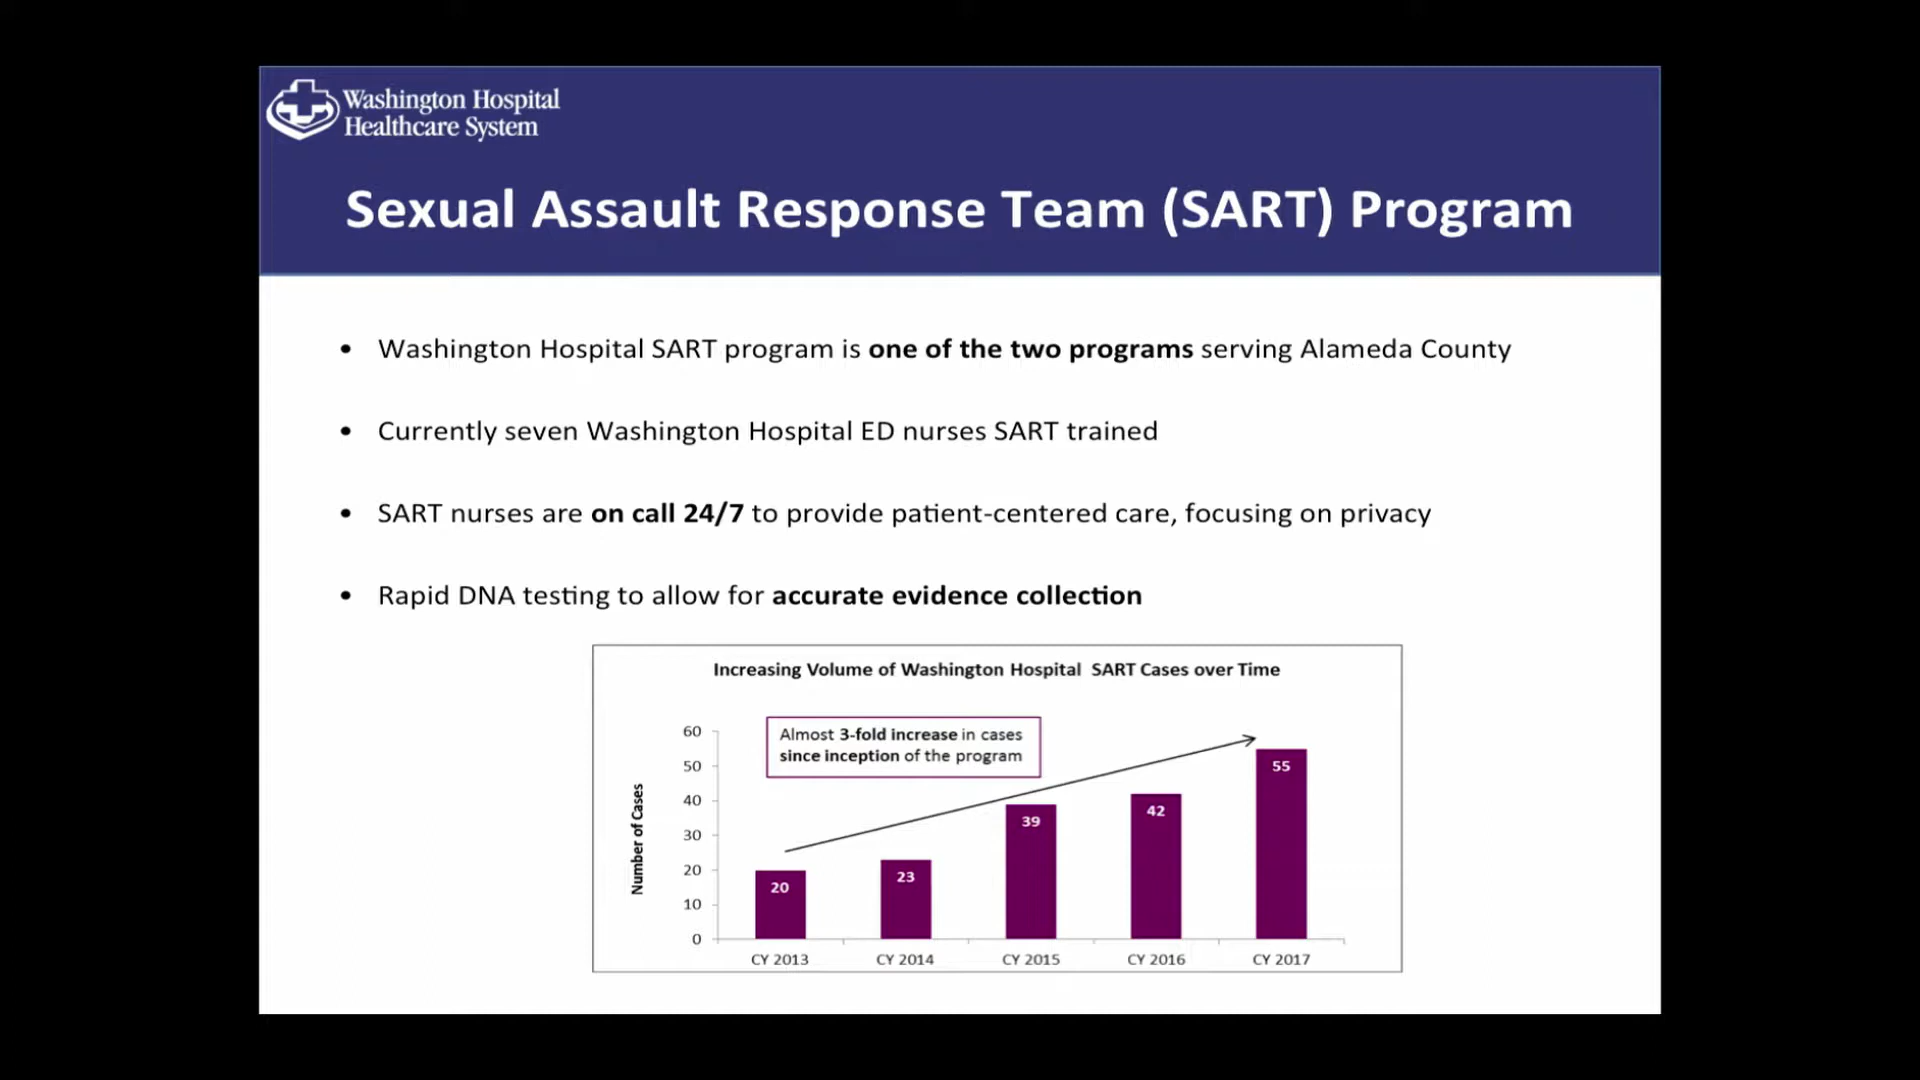 Washington Hospital
Healthcare System
Sexual Assault Response Team (SART) Program
• Washington Hospital SART program is one of the two programs serving Alameda County
• Currently seven Washington Hospital ED nurses SART trained
• SART nurses are on call 24/7 to provide patient-centered care, focusing on privacy
• Rapid DNA testing to allow for accurate evidence collection
Increasing Volume of Washington Hospital SART Cases over Time
Almost 3-fold increase in cases
since inception of the program
Number of Cases
60
50
40
30
20
10
0
20
23
39
42
55
CY 2013
CY 2014
CY 2015
CY 2016
CY 2017